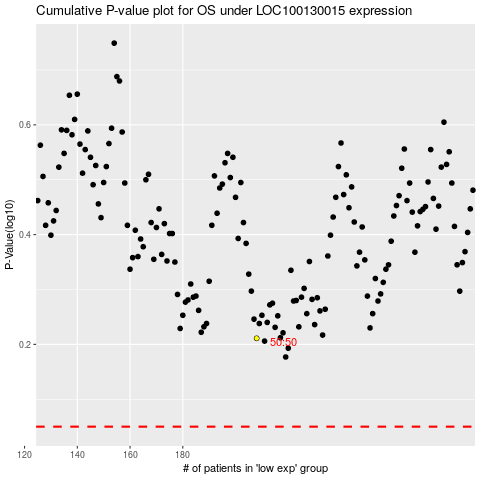 Cumulative P-value plot for OS under LOC100130015 expression
P-Value(log10)
0.6
0.4
0.2
50:50
120 130 140 160 180
# of patients in 'low exp' group